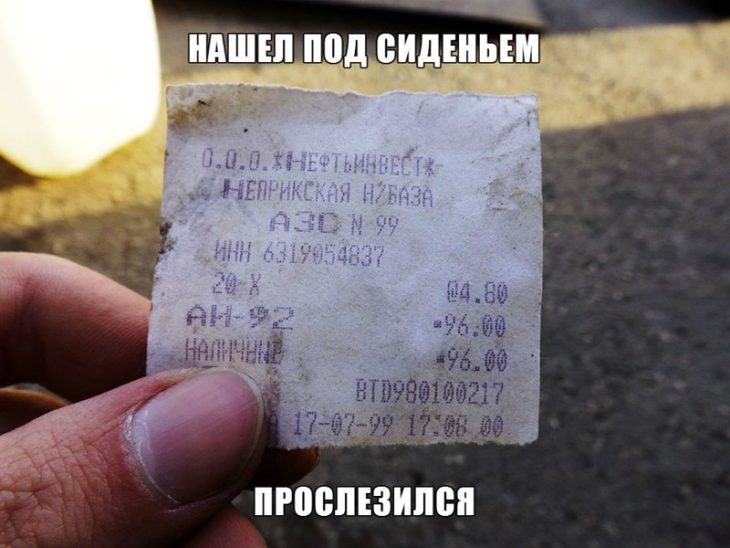 НАШЕЛ ПОД СИДЕНЬЕМ
О.О.О.*НЕФТЬИНВЕСТ*
НЕПРИКСКАЯ Н/БАЗА
АЗС N 99
ИНН 6319054837
20 X @4.80
АИ-92 =96.00
НАЛИЧНЫЕ =96.00
BTD980100217
17-07-99 17:08 00
ПРОСЛЕЗИЛСЯ